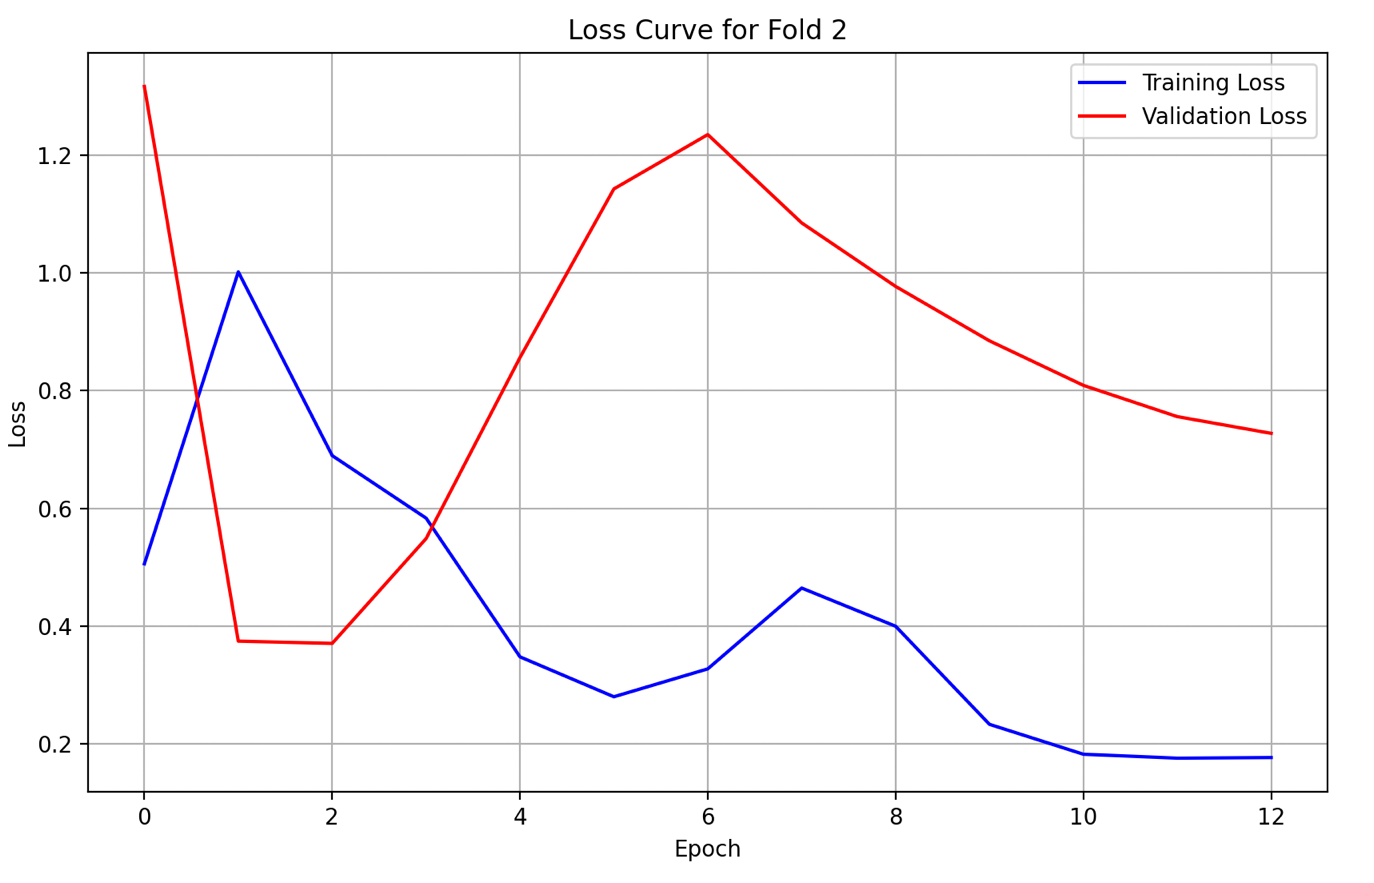 Loss Curve for Fold 2
Training Loss
Validation Loss
1.2
1.0
0.8
0.6
0.4
0.2
Loss
0 2 4 6 8 10 12
Epoch